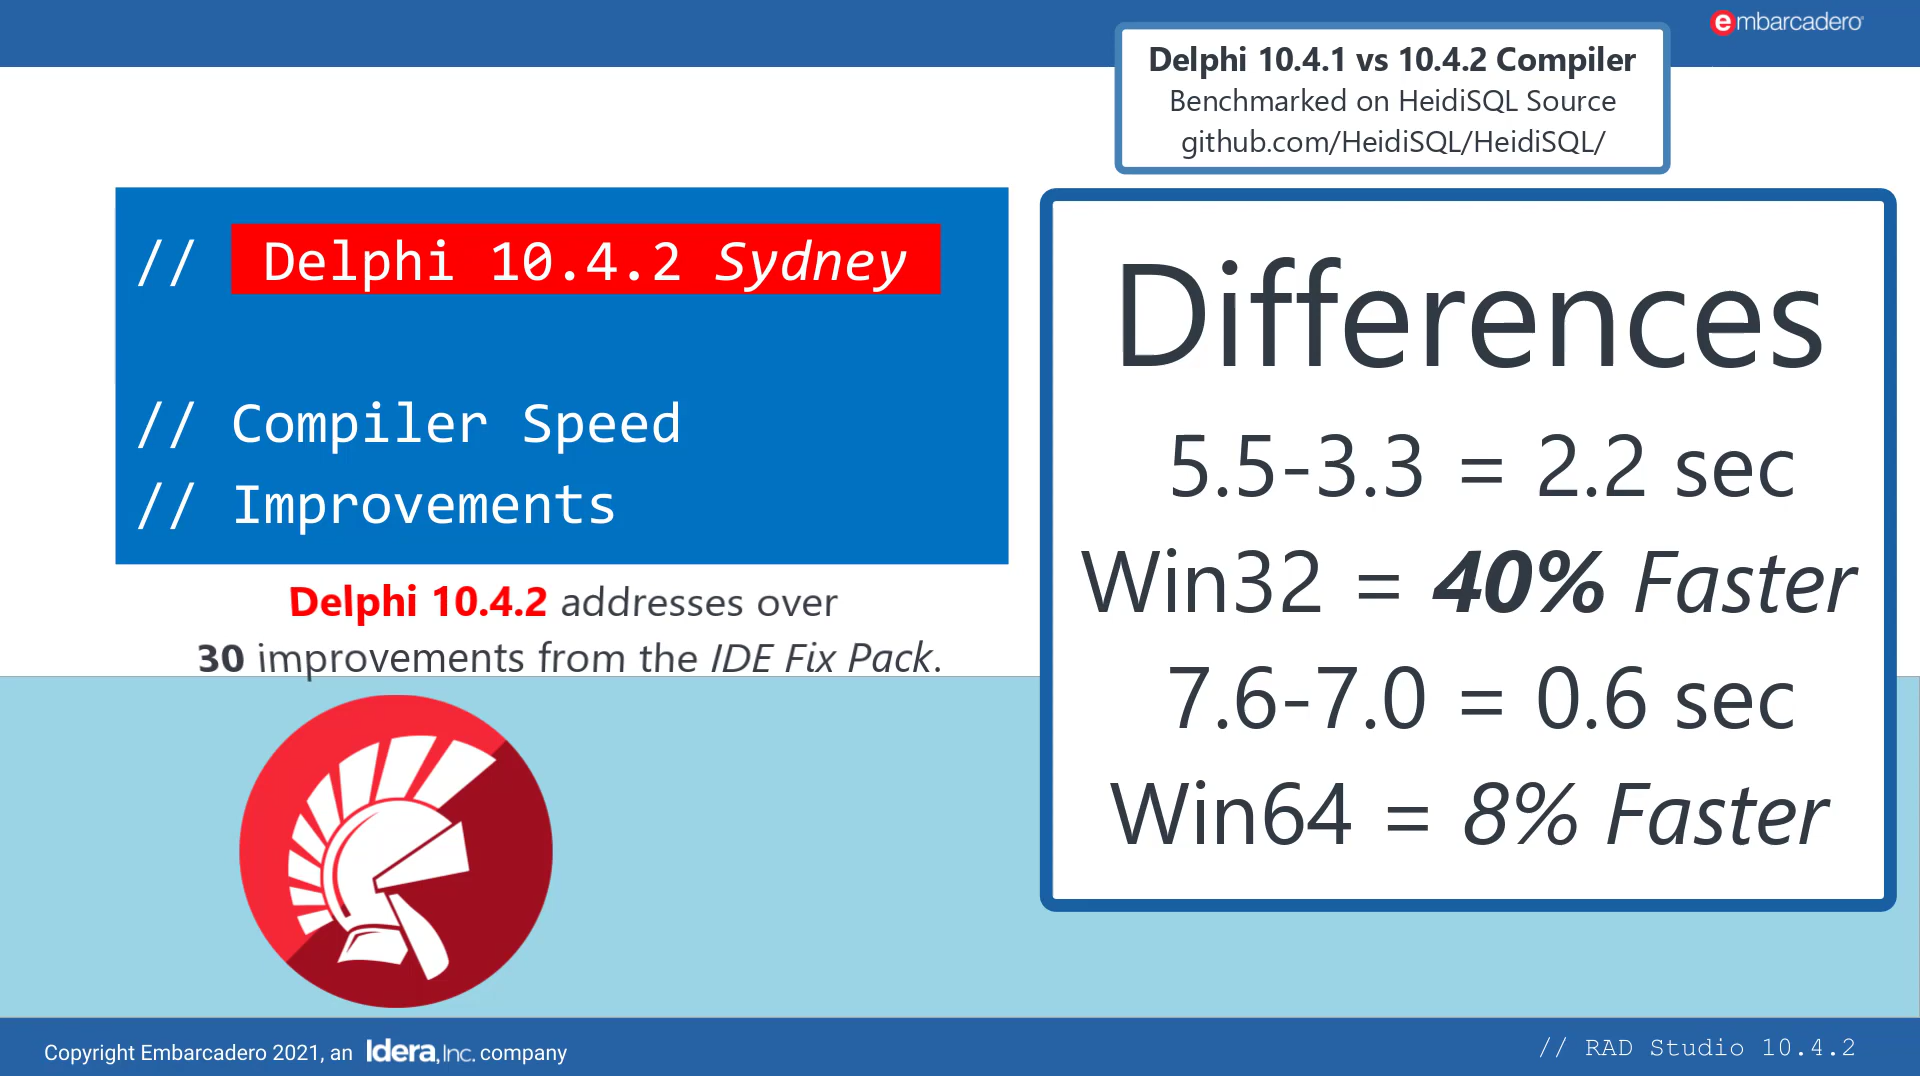 embarcadero
Delphi 10.4.1 vs 10.4.2 Compiler
Benchmarked on HeidiSQL Source
github.com/HeidiSQL/HeidiSQL/
// Delphi 10.4.2 Sydney
// Compiler Speed
// Improvements
Delphi 10.4.2 addresses over
30 improvements from the IDE Fix Pack.
Differences
5.5-3.3 = 2.2 sec
Win32 = 40% Faster
7.6-7.0 = 0.6 sec
Win64 = 8% Faster
Copyright Embarcadero 2021, an Idera, Inc. company
// RAD Studio 10.4.2